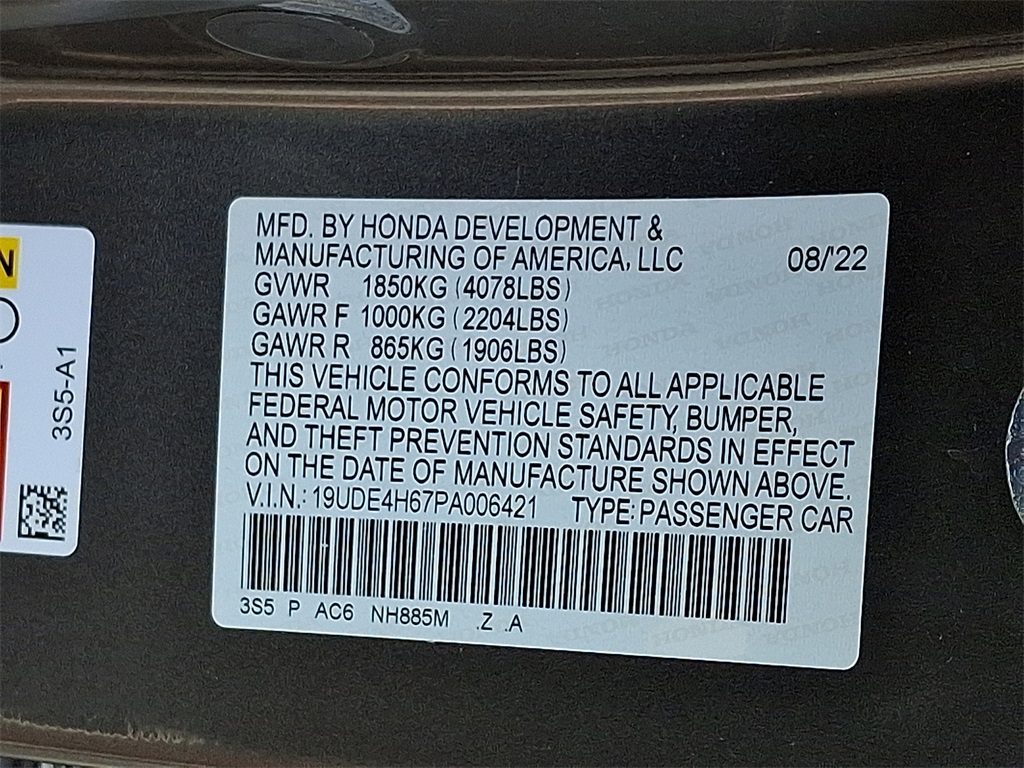 N
3S5-A1
MFD. BY HONDA DEVELOPMENT &
MANUFACTURING OF AMERICA, LLC 08/'22
GVWR 1850KG (4078LBS)
GAWR F 1000KG (2204LBS)
GAWR R 865KG (1906LBS)
THIS VEHICLE CONFORMS TO ALL APPLICABLE
FEDERAL MOTOR VEHICLE SAFETY, BUMPER,
AND THEFT PREVENTION STANDARDS IN EFFECT
ON THE DATE OF MANUFACTURE SHOWN ABOVE.
V.I.N.: 19UDE4H67PA006421 TYPE: PASSENGER CAR
3S5 P AC6 NH885M .Z .A